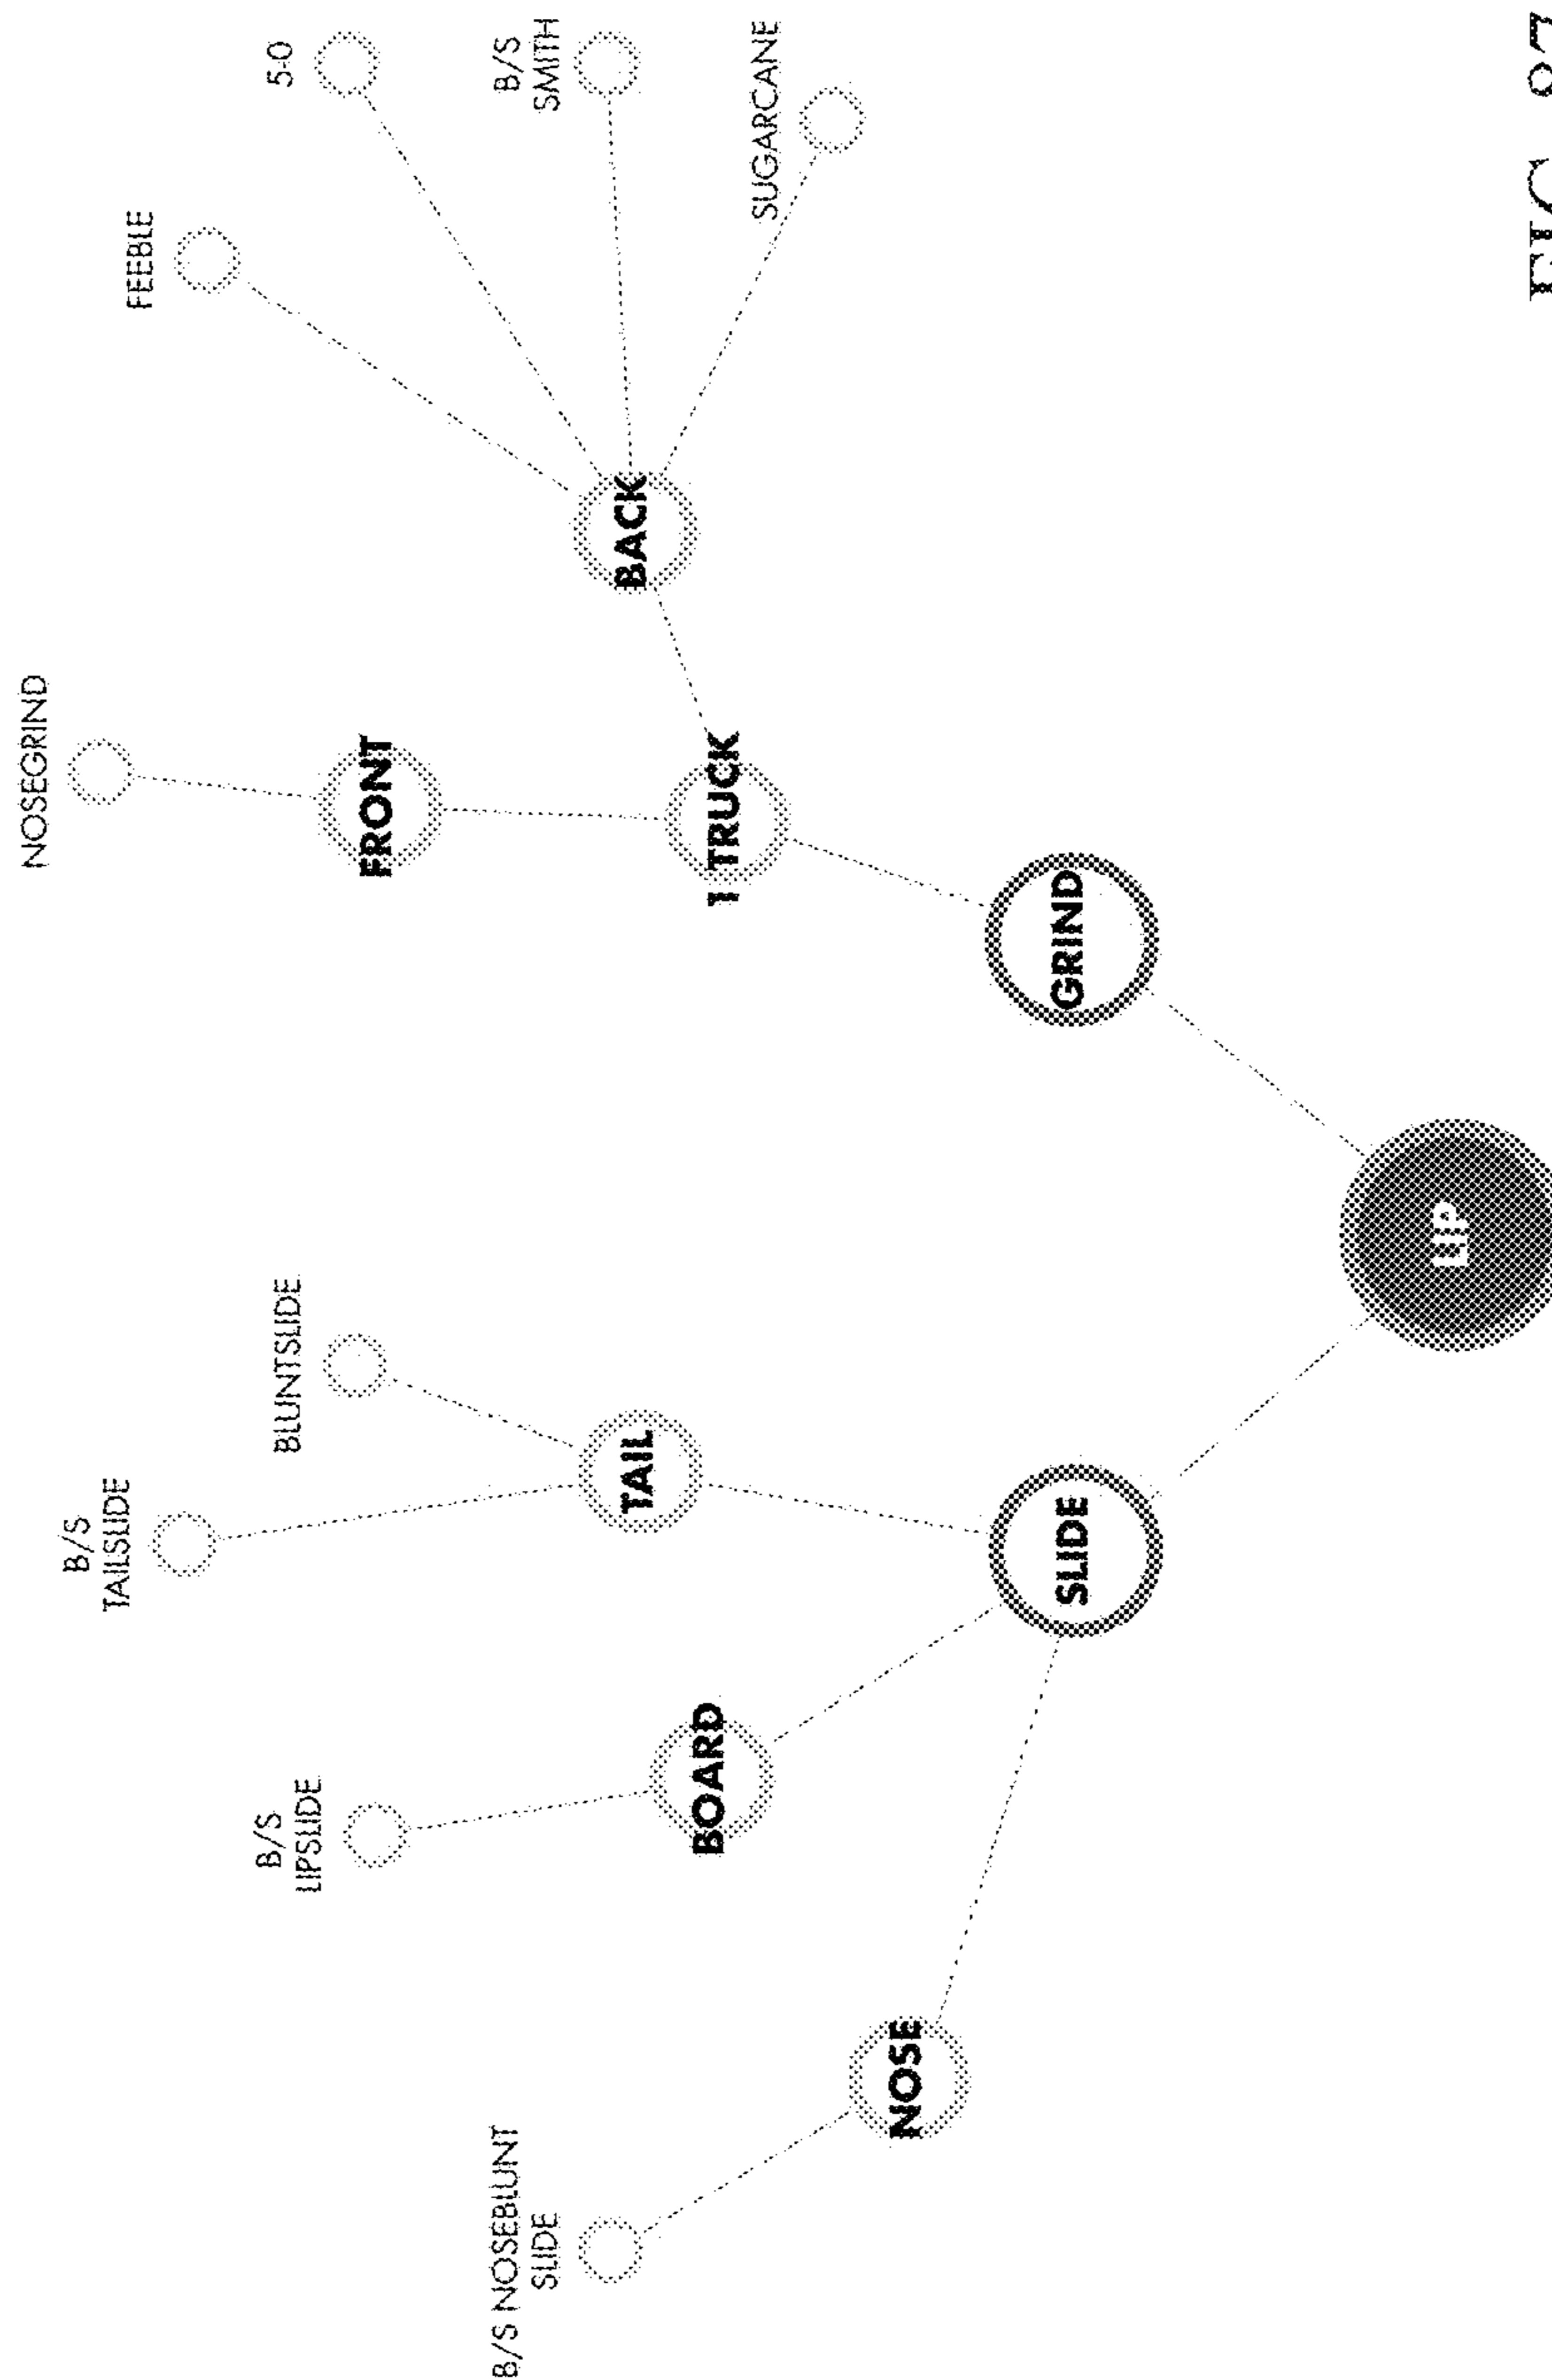 NOSEGRIND
B/S
TAILSLIDE
FEEBLE
B/S
LIPSLIDE
BLUNTSLIDE
5-0
FRONT
B/S NOSEBLUNT
SLIDE
B/S
SMITH
TAIL
BACK
BOARD
1 TRUCK
SUGARCANE
NOSE
SLIDE
GRIND
LIP